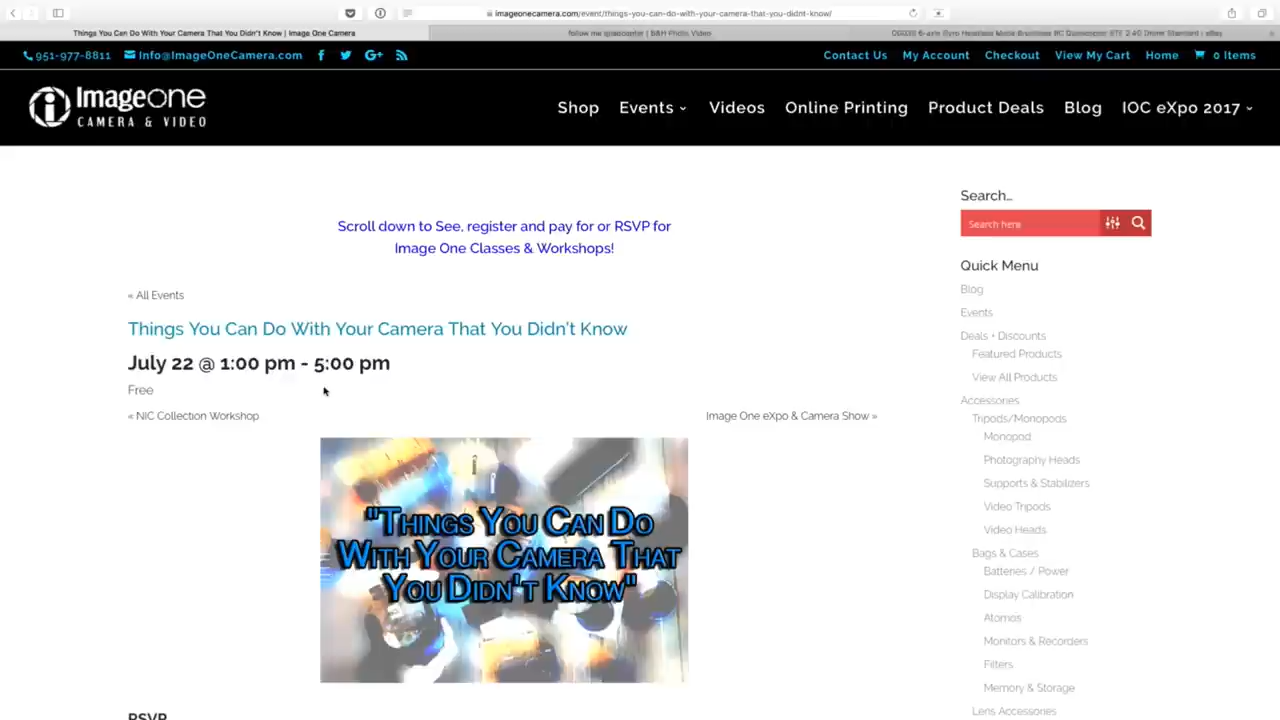 imageonecamera.com/event/things-you-can-do-with-your-camera-that-you-didnt-know/
Things You Can Do With Your Camera That You Didn't Know | Image One Camera
B&H Photo Video
951-977-8811
Info@ImageOneCamera.com
Contact Us
My Account
Checkout
View My Cart
Home
0 Items
Imageone
CAMERA & VIDEO
Shop
Events
Videos
Online Printing
Product Deals
Blog
IOC eXpo 2017
Scroll down to See, register and pay for or RSVP for
Image One Classes & Workshops!
« All Events
Things You Can Do With Your Camera That You Didn't Know
July 22 @ 1:00 pm - 5:00 pm
Free
« NIC Collection Workshop
Image One eXpo & Camera Show »
"THINGS YOU CAN DO
WITH YOUR CAMERA THAT
YOU DIDN'T KNOW"
RSVP
Search...
Search here
Quick Menu
Blog
Events
Deals + Discounts
Featured Products
View All Products
Accessories
Tripods/Monopods
Monopod
Photography Heads
Supports & Stabilizers
Video Tripods
Video Heads
Bags & Cases
Batteries / Power
Display Calibration
Atomos
Monitors & Recorders
Filters
Memory & Storage
Lens Accessories